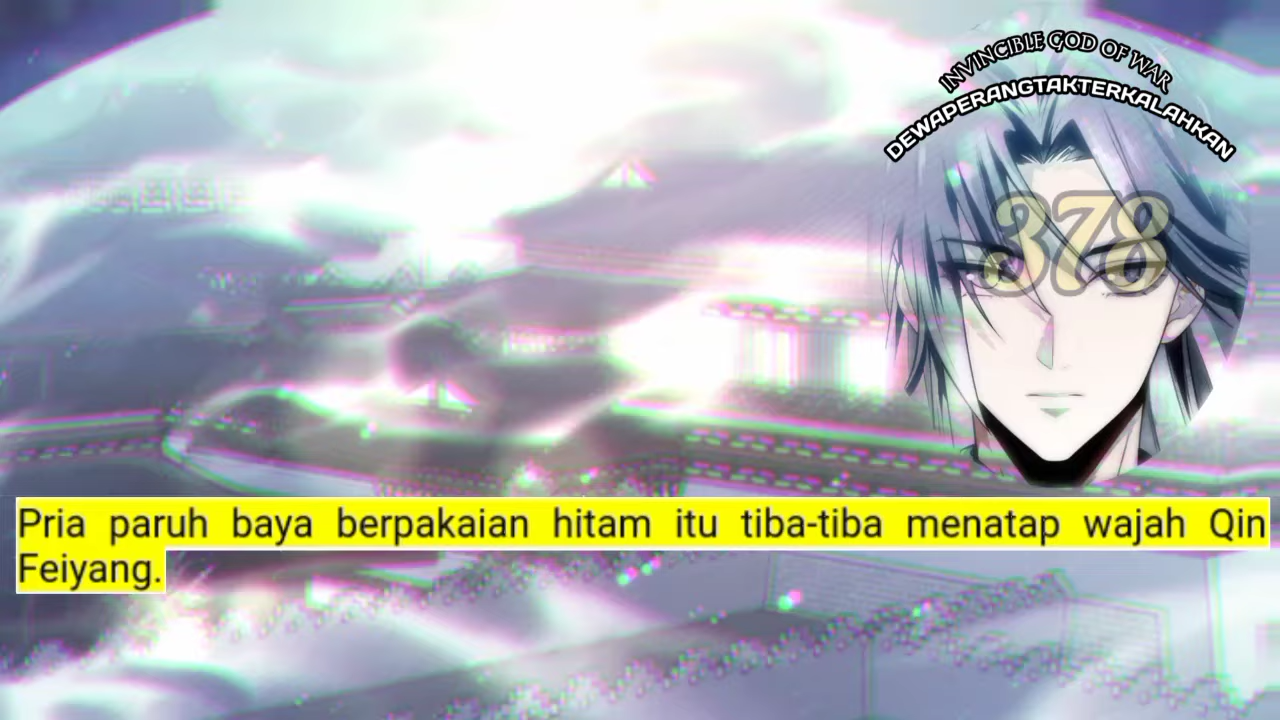 INVINCIBLE GOD OF WAR
DEWAPERANGTAKTERKALAHKAN
378
Pria paruh baya berpakaian hitam itu tiba-tiba menatap wajah Qin
Feiyang.